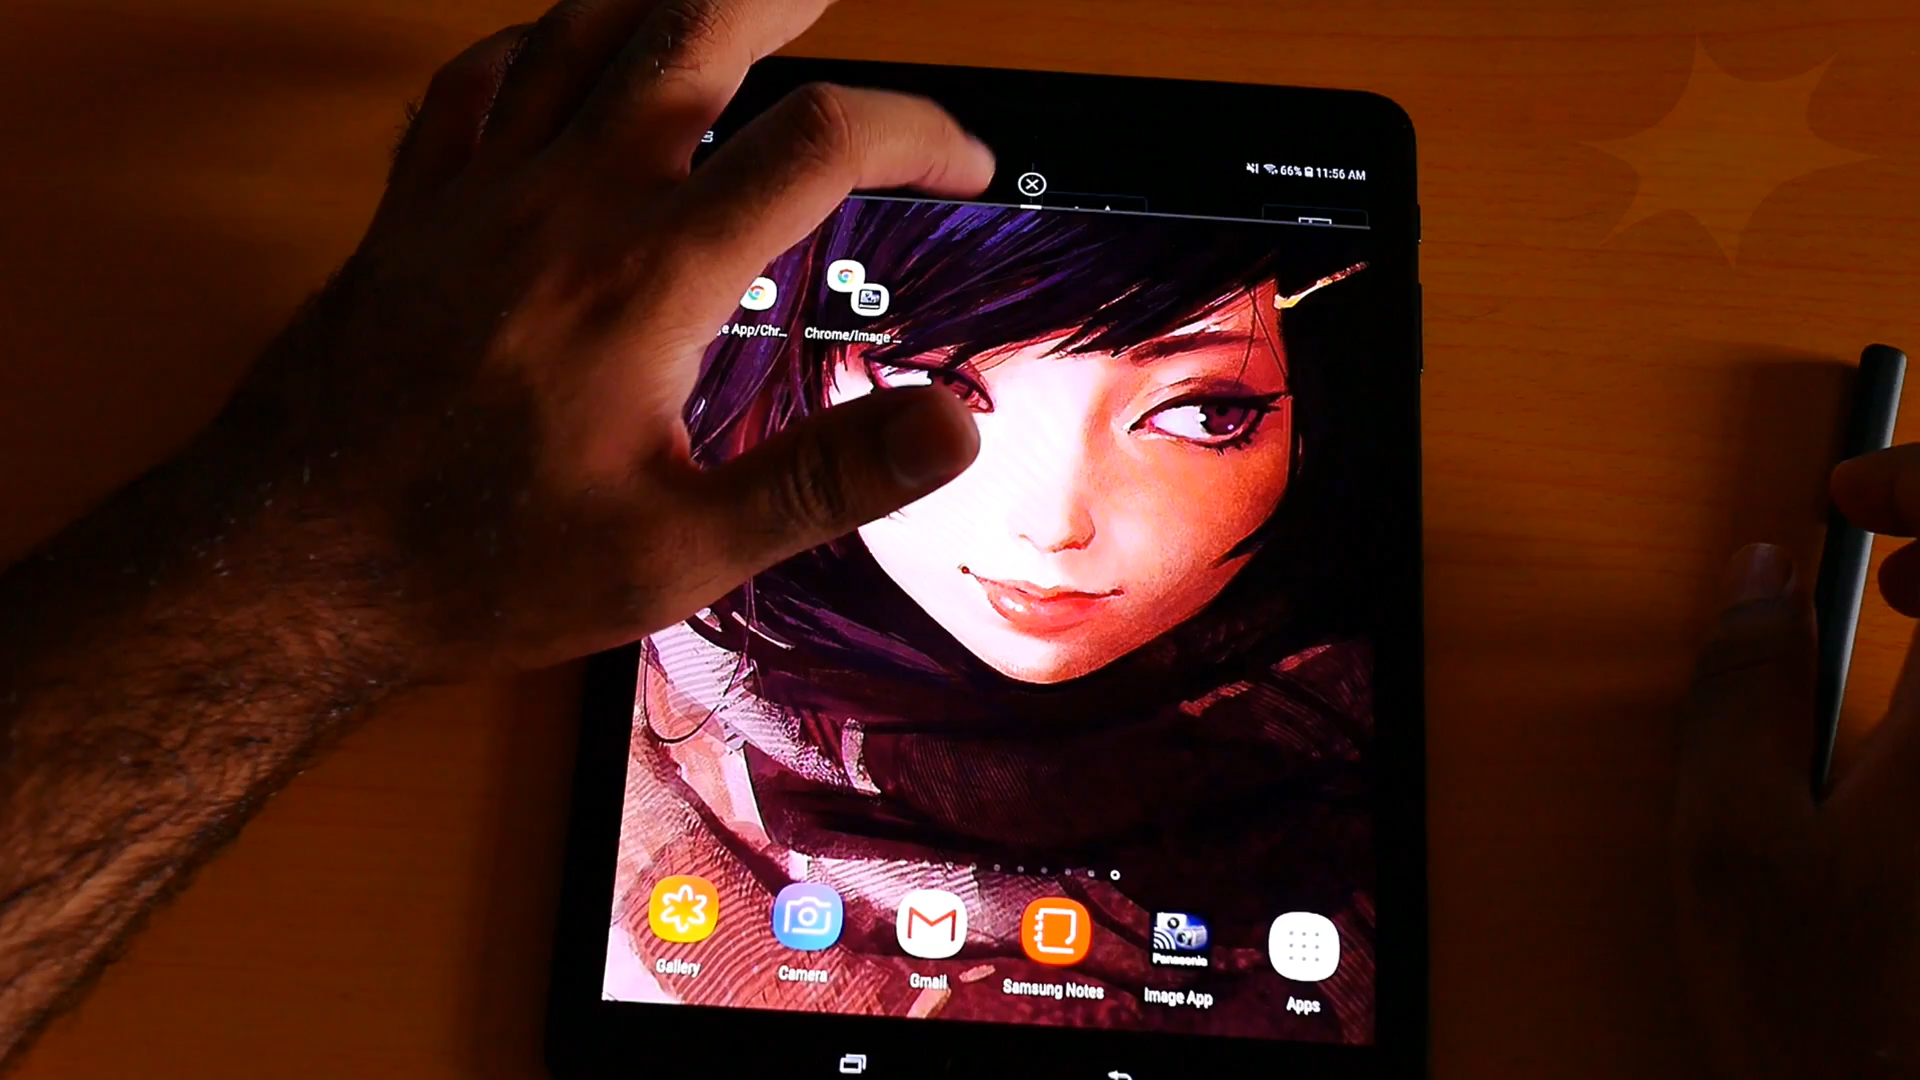 66% 11:56 AM
e App/Chr...
Chrome/Image ...
Gallery
Camera
Gmail
Samsung Notes
Panasonic
Image App
Apps